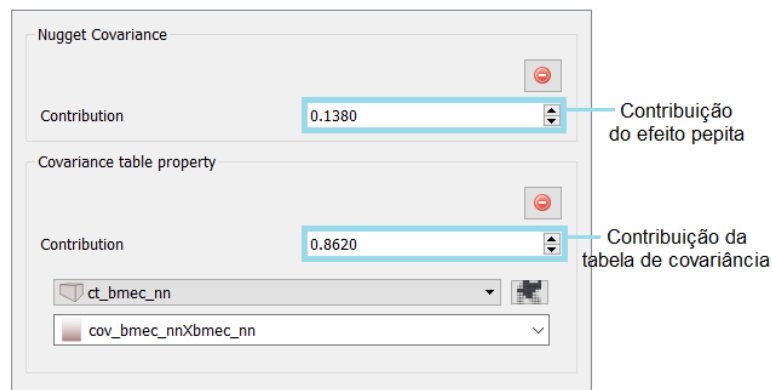 Nugget Covariance
Contribution
0.1380
Contribuição
do efeito pepita
Covariance table property
Contribution
0.8620
Contribuição da
tabela de covariância
ct_bmec_nn
cov_bmec_nnXbmec_nn